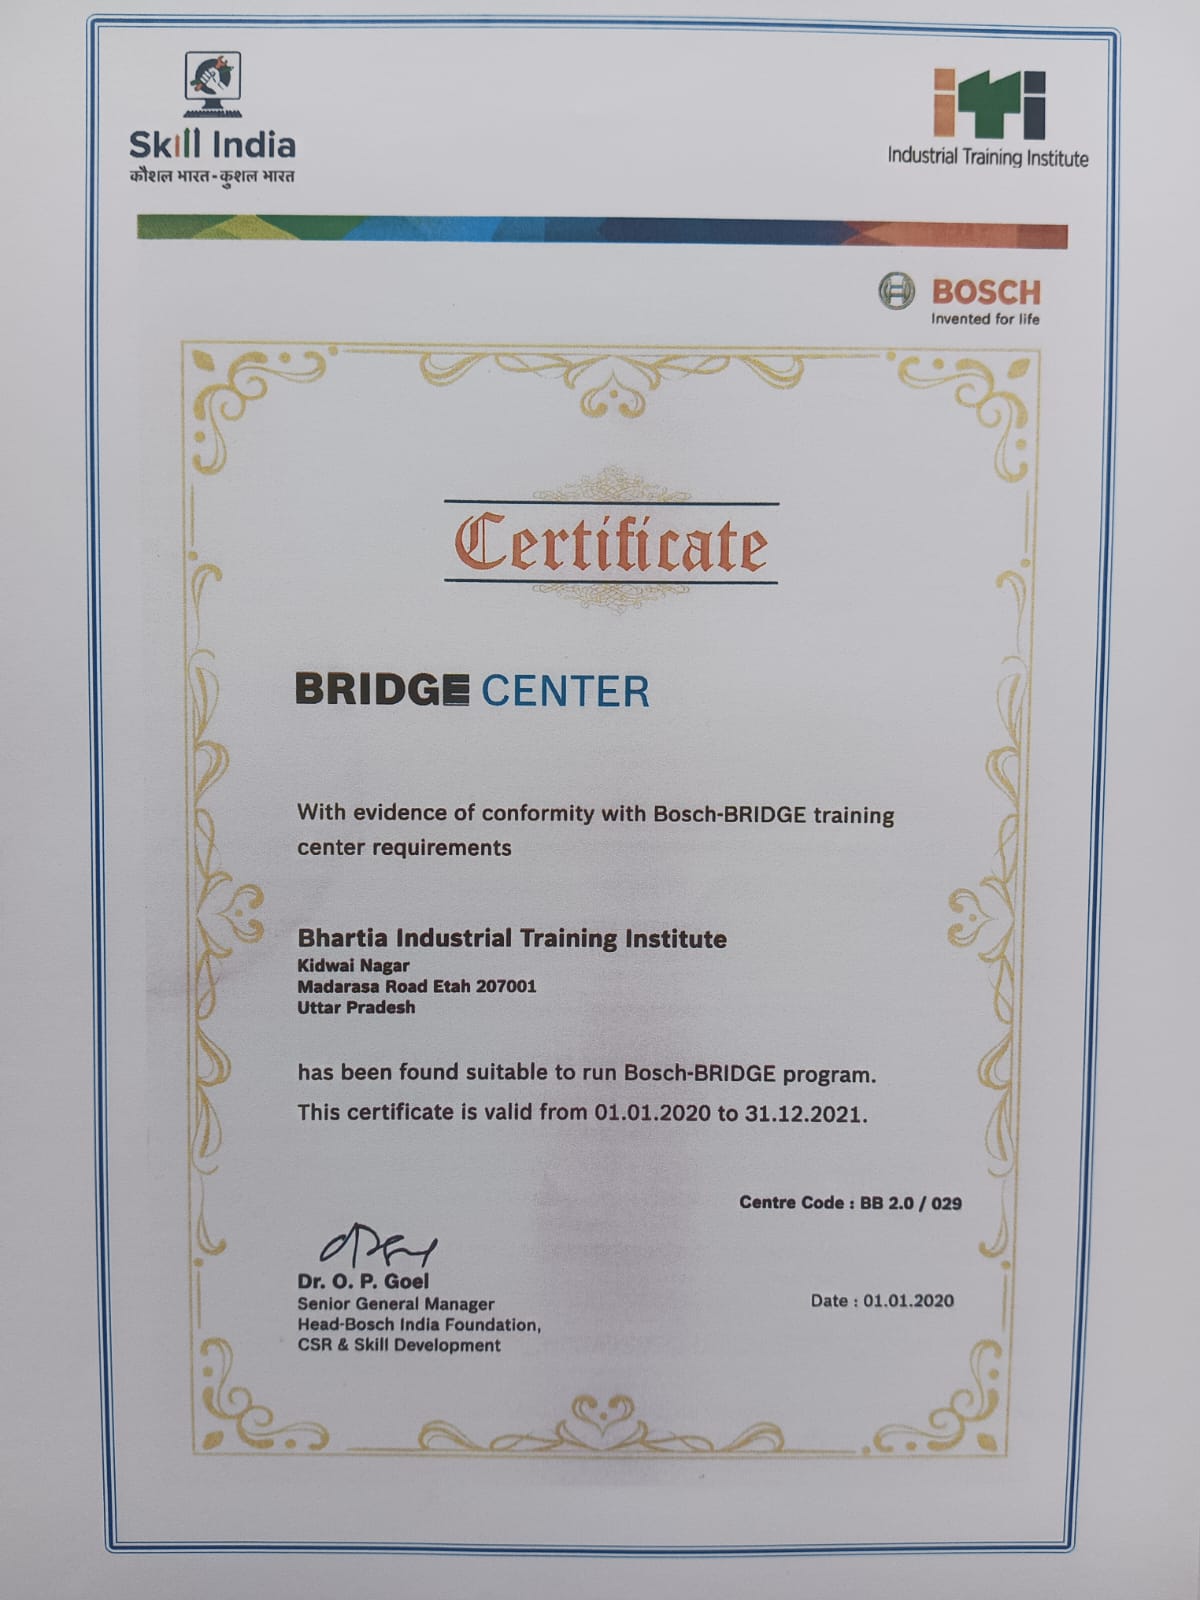 Skill India
कौशल भारत-कुशल भारत
iTi
Industrial Training Institute
BOSCH
Invented for life
Certificate
BRIDGE CENTER
With evidence of conformity with Bosch-BRIDGE training
center requirements
Bhartia Industrial Training Institute
Kidwai Nagar
Madarasa Road Etah 207001
Uttar Pradesh
has been found suitable to run Bosch-BRIDGE program.
This certificate is valid from 01.01.2020 to 31.12.2021.
Centre Code : BB 2.0 / 029
Dr. O. P. Goel
Senior General Manager
Head-Bosch India Foundation,
CSR & Skill Development
Date : 01.01.2020